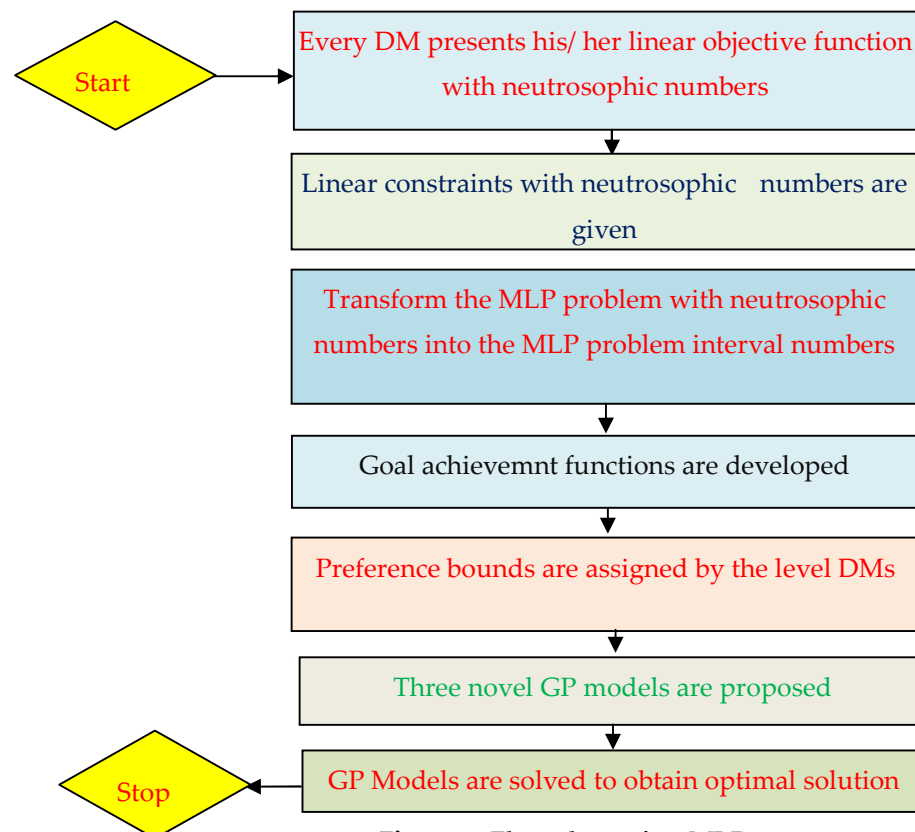 Every DM presents his/ her linear objective function
Start
with neutrosophic numbers
Linear constraints with neutrosophic numbers are
given
Transform the MLP problem with neutrosophic
numbers into the MLP problem interval numbers
Goal achievemnt functions are developed
Preference bounds are assigned by the level DMs
Three novel GP models are proposed
GP Models are solved to obtain optimal solution
Stop